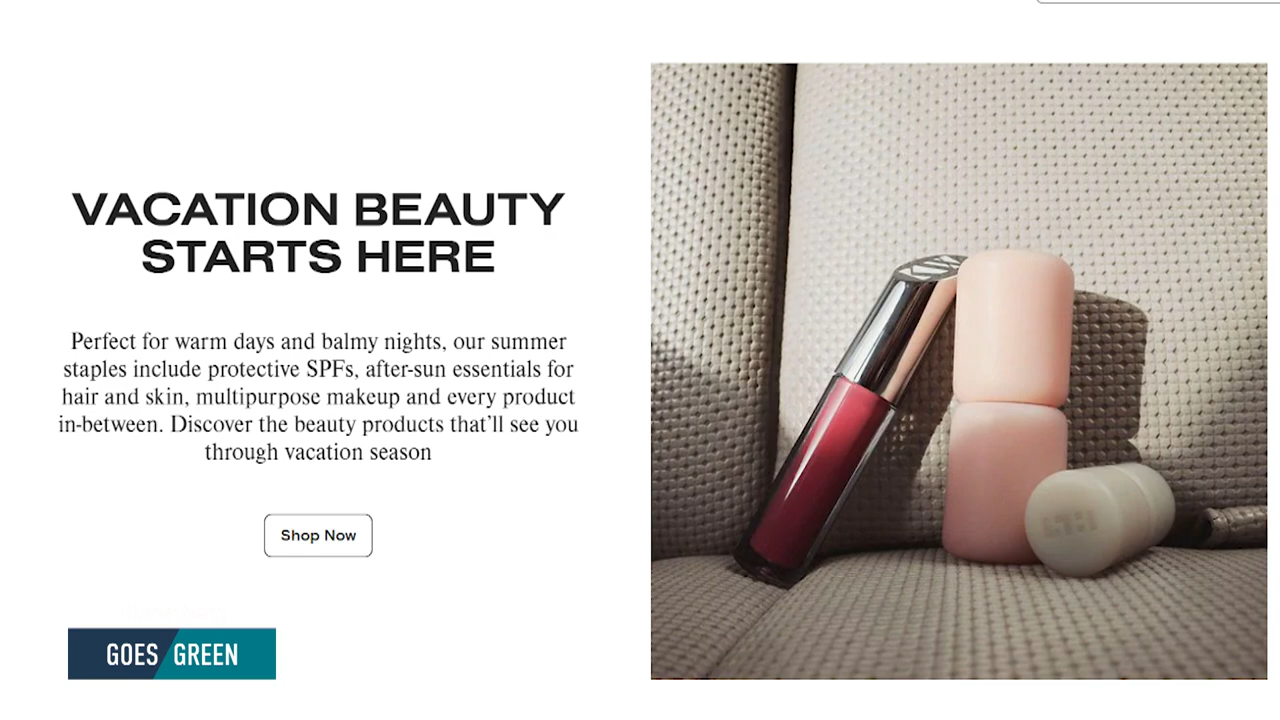 VACATION BEAUTY
STARTS HERE
Perfect for warm days and balmy nights, our summer
staples include protective SPFs, after-sun essentials for
hair and skin, multipurpose makeup and every product
in-between. Discover the beauty products that'll see you
through vacation season
Shop Now
GOES GREEN